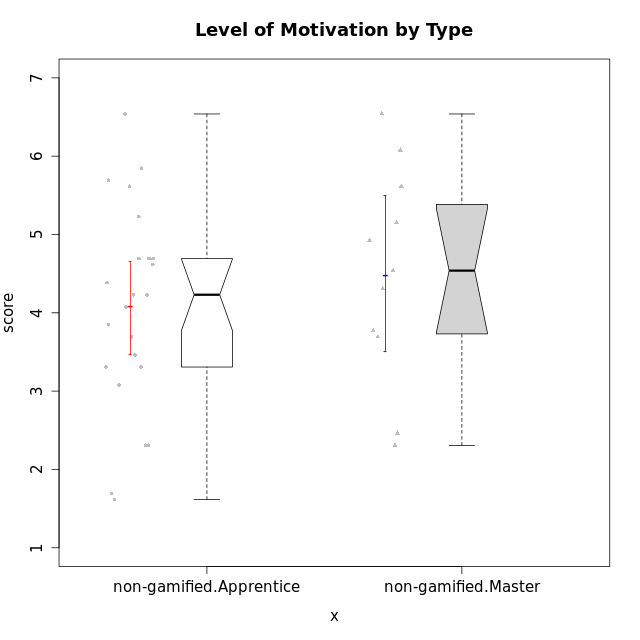 Level of Motivation by Type
7
6
5
4
3
2
1
score
non-gamified.Apprentice
non-gamified.Master
x